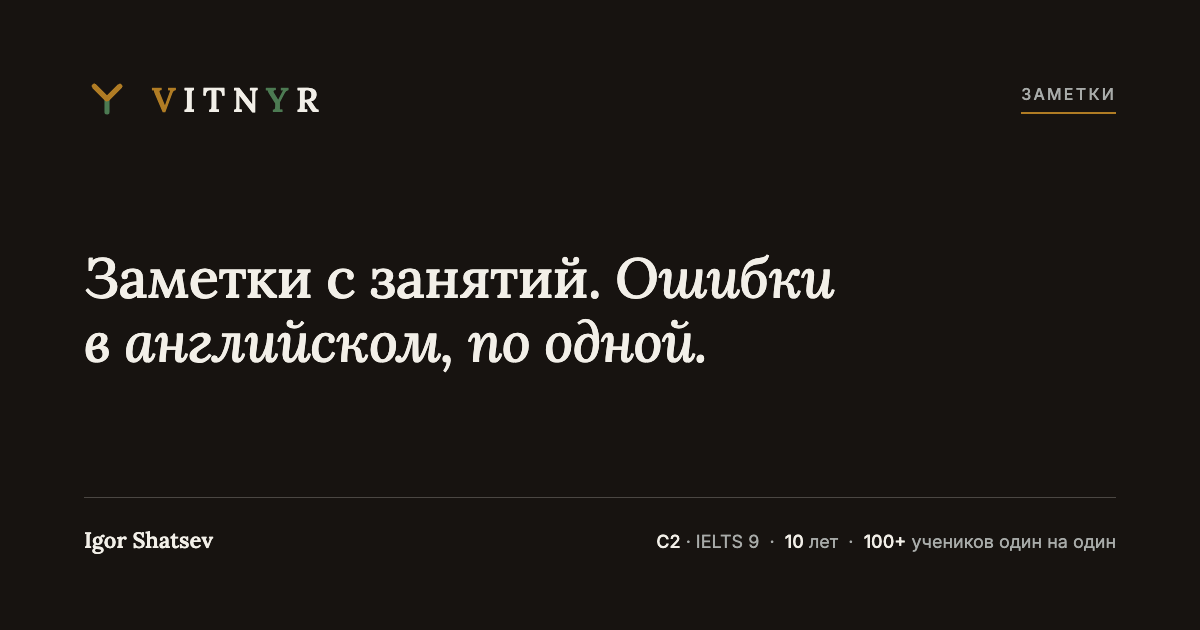 VITNYR
ЗАМЕТКИ
Заметки с занятий. Ошибки
в английском, по одной.
Igor Shatsev
C2 · IELTS 9 · 10 лет · 100+ учеников один на один